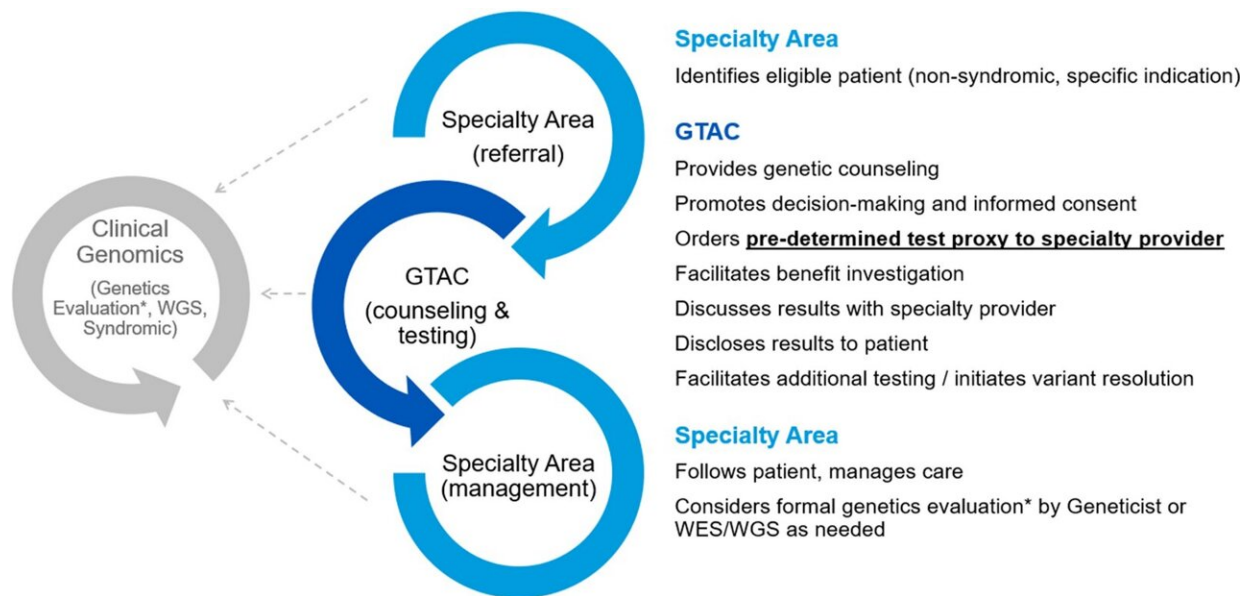 Clinical
Genomics
(Genetics
Evaluation*, WGS,
Syndromic)
Specialty Area
(referral)
GTAC
(counseling &
testing)
Specialty Area
(management)
Specialty Area
Identifies eligible patient (non-syndromic, specific indication)
GTAC
Provides genetic counseling
Promotes decision-making and informed consent
Orders pre-determined test proxy to specialty provider
Facilitates benefit investigation
Discusses results with specialty provider
Discloses results to patient
Facilitates additional testing / initiates variant resolution
Specialty Area
Follows patient, manages care
Considers formal genetics evaluation* by Geneticist or
WES/WGS as needed